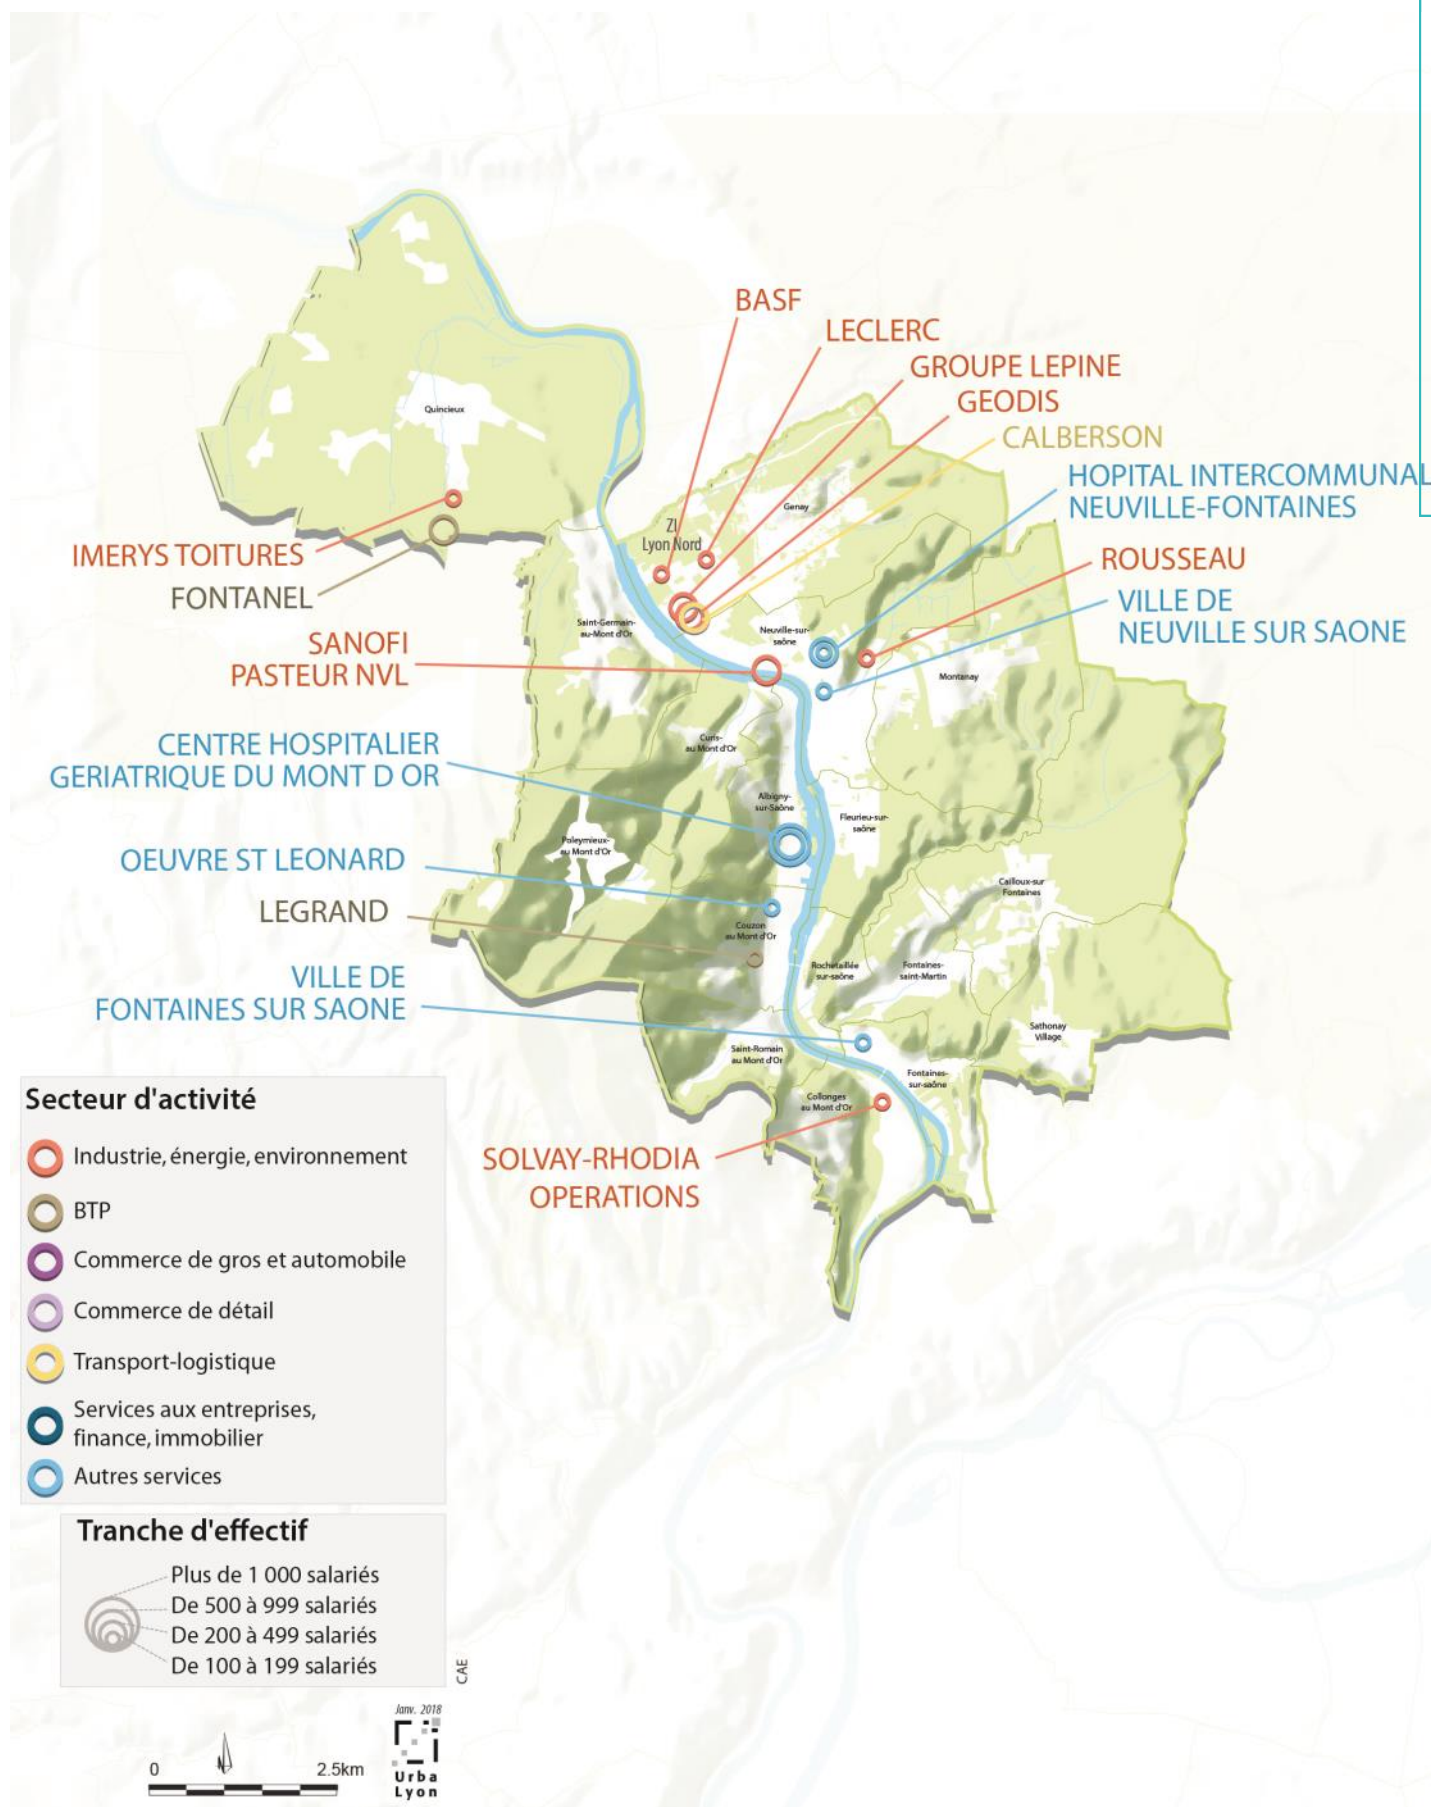 BASF
LECLERC
GROUPE LEPINE
GEODIS
CALBERSON
HOPITAL INTERCOMMUNAL
NEUVILLE-FONTAINES
ROUSSEAU
VILLE DE
NEUVILLE SUR SAONE
Quincieux
Genay
ZI
Lyon Nord
IMERYS TOITURES
FONTANEL
Saint-Germain-
au-Mont d'Or
Neuville-sur-
saône
SANOFI
PASTEUR NVL
Montanay
Curis-
au Mont d'Or
CENTRE HOSPITALIER
GERIATRIQUE DU MONT D OR
Albigny-
sur-Saône
Fleurieu-sur-
saône
Poleymieux-
au Mont d'Or
OEUVRE ST LEONARD
Cailloux-sur
Fontaines
LEGRAND
Couzon
au Mont d'Or
Rochetaillée
sur-saône
Fontaines-
saint-Martin
VILLE DE
FONTAINES SUR SAONE
Sathonay
Village
Saint-Romain
au Mont d'Or
Fontaines-
sur-saône
Collonges
au Mont d'Or
SOLVAY-RHODIA
OPERATIONS
Secteur d'activité
Industrie, énergie, environnement
BTP
Commerce de gros et automobile
Commerce de détail
Transport-logistique
Services aux entreprises,
finance, immobilier
Autres services
Tranche d'effectif
Plus de 1 000 salariés
De 500 à 999 salariés
De 200 à 499 salariés
De 100 à 199 salariés
CAE
Janv. 2018
Urba
Lyon
0
2.5km
N